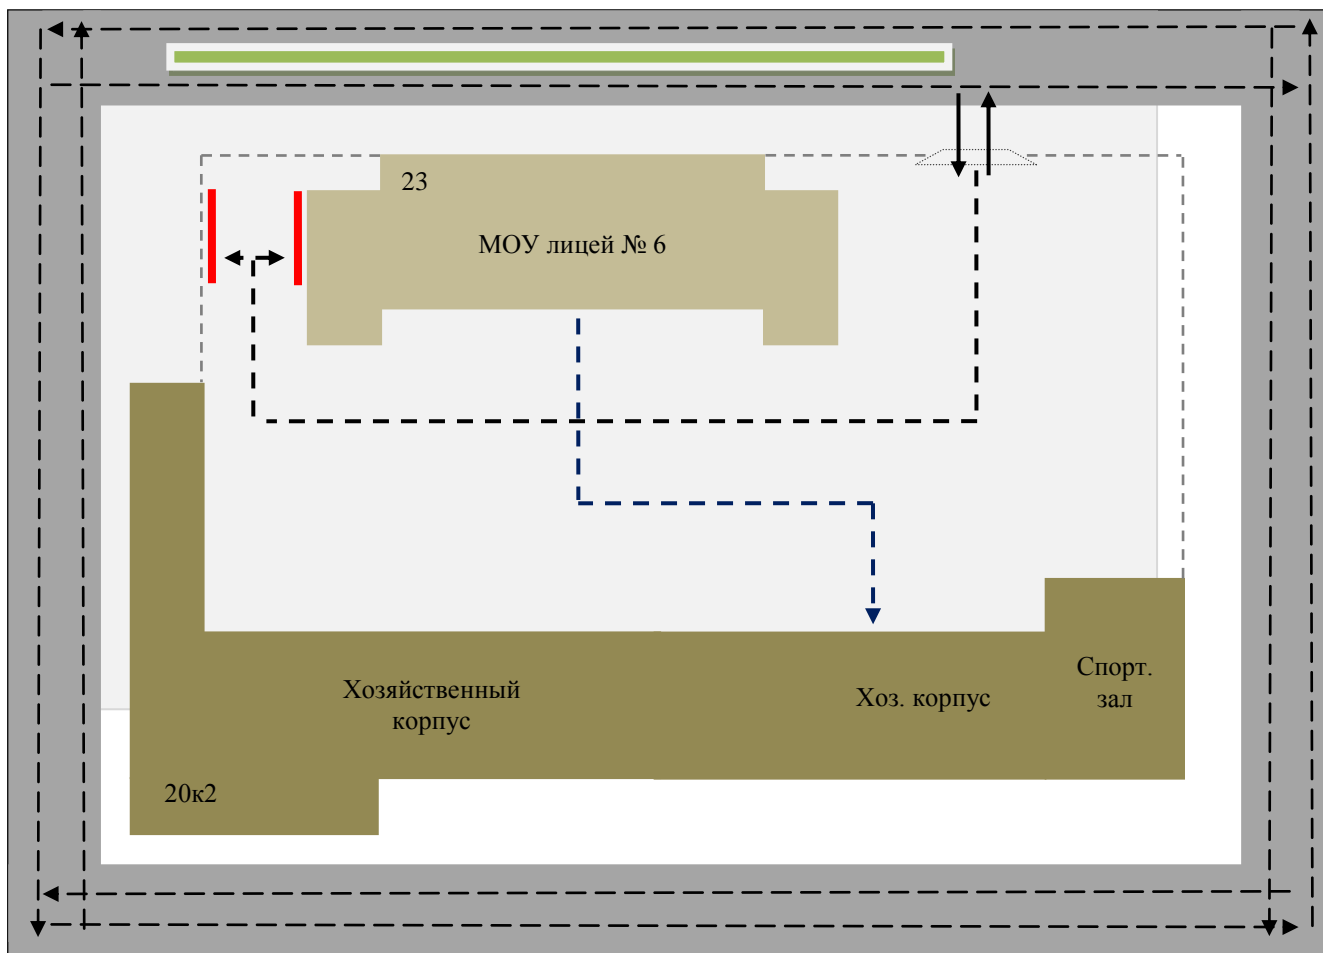 23
МОУ лицей № 6
Хозяйственный
корпус
Хоз. корпус
Спорт.
зал
20к2